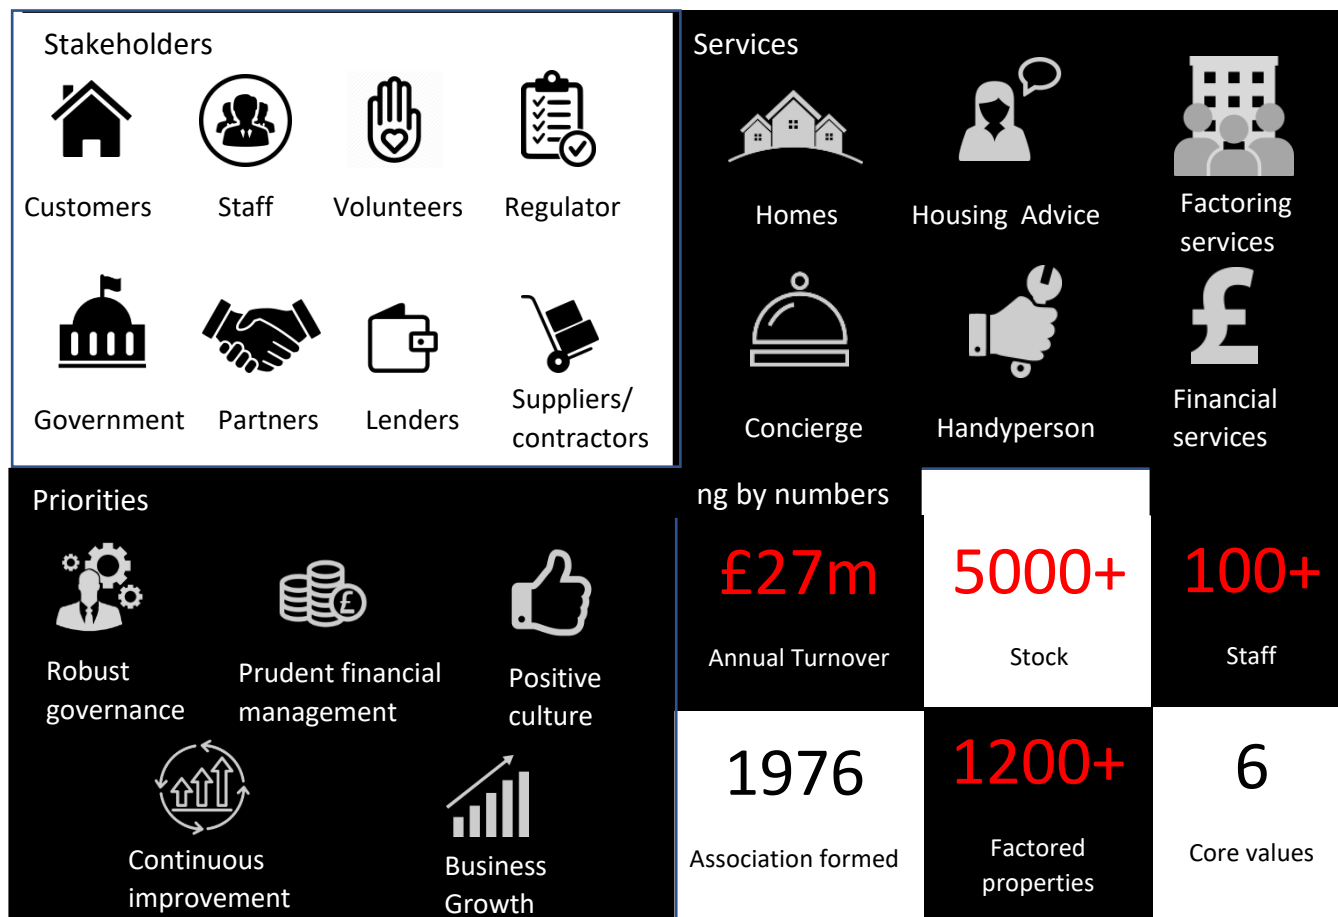 Stakeholders
Customers
Staff
Volunteers
Regulator
Government
Partners
Lenders
Suppliers/
contractors
Services
Homes
Housing Advice
Factoring
services
Concierge
Handyperson
Financial
services
Priorities
Robust
governance
Prudent financial
management
Positive
culture
Continuous
improvement
Business
Growth
ng by numbers
£27m
Annual Turnover
5000+
Stock
100+
Staff
1976
Association formed
1200+
Factored
properties
6
Core values